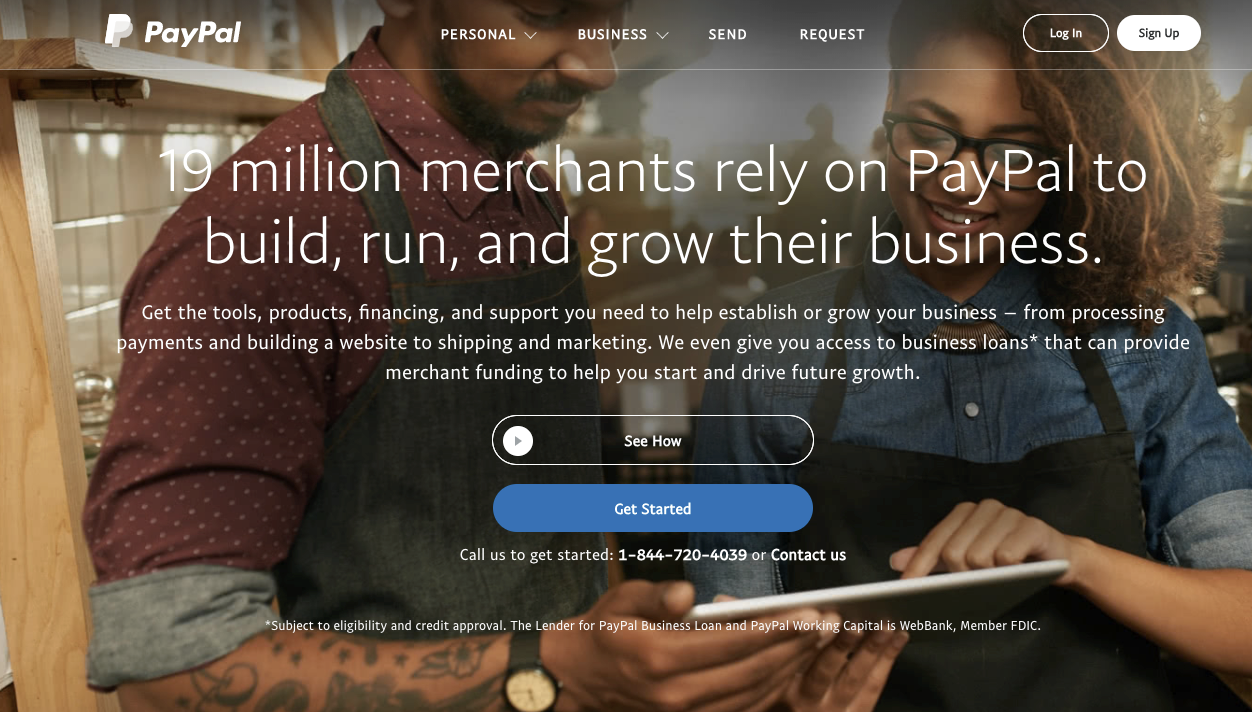 PayPal
PERSONAL
BUSINESS
SEND
REQUEST
Log In
Sign Up
19 million merchants rely on PayPal to
build, run, and grow their business.
Get the tools, products, financing, and support you need to help establish or grow your business – from processing
payments and building a website to shipping and marketing. We even give you access to business loans* that can provide
merchant funding to help you start and drive future growth.
See How
Get Started
Call us to get started: 1-844-720-4039 or Contact us
*Subject to eligibility and credit approval. The Lender for PayPal Business Loan and PayPal Working Capital is WebBank, Member FDIC.